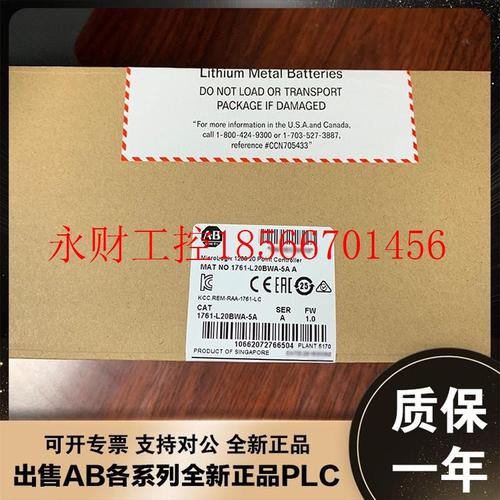 Lithium Metal Batteries
DO NOT LOAD OR TRANSPORT
PACKAGE IF DAMAGED
"For more information in the U.S.and Canada,
call 1-800-424-9300 or 1-703-527-3887,
reference #CCN705433"
永财工控18566701456
AB
MicroLogix 1200 20 Point Controller
MAT NO 1761-L20BWA-5A A
25
KCC.REM-RAA-1761-LC
CAT SER FW
1761-L20BWA-5A A 1.0
10662072766504 PLANT 5170
PRODUCT OF SINGAPORE
可开专票 支持对公 全新正品
出售AB各系列全新正品PLC
质保
一年